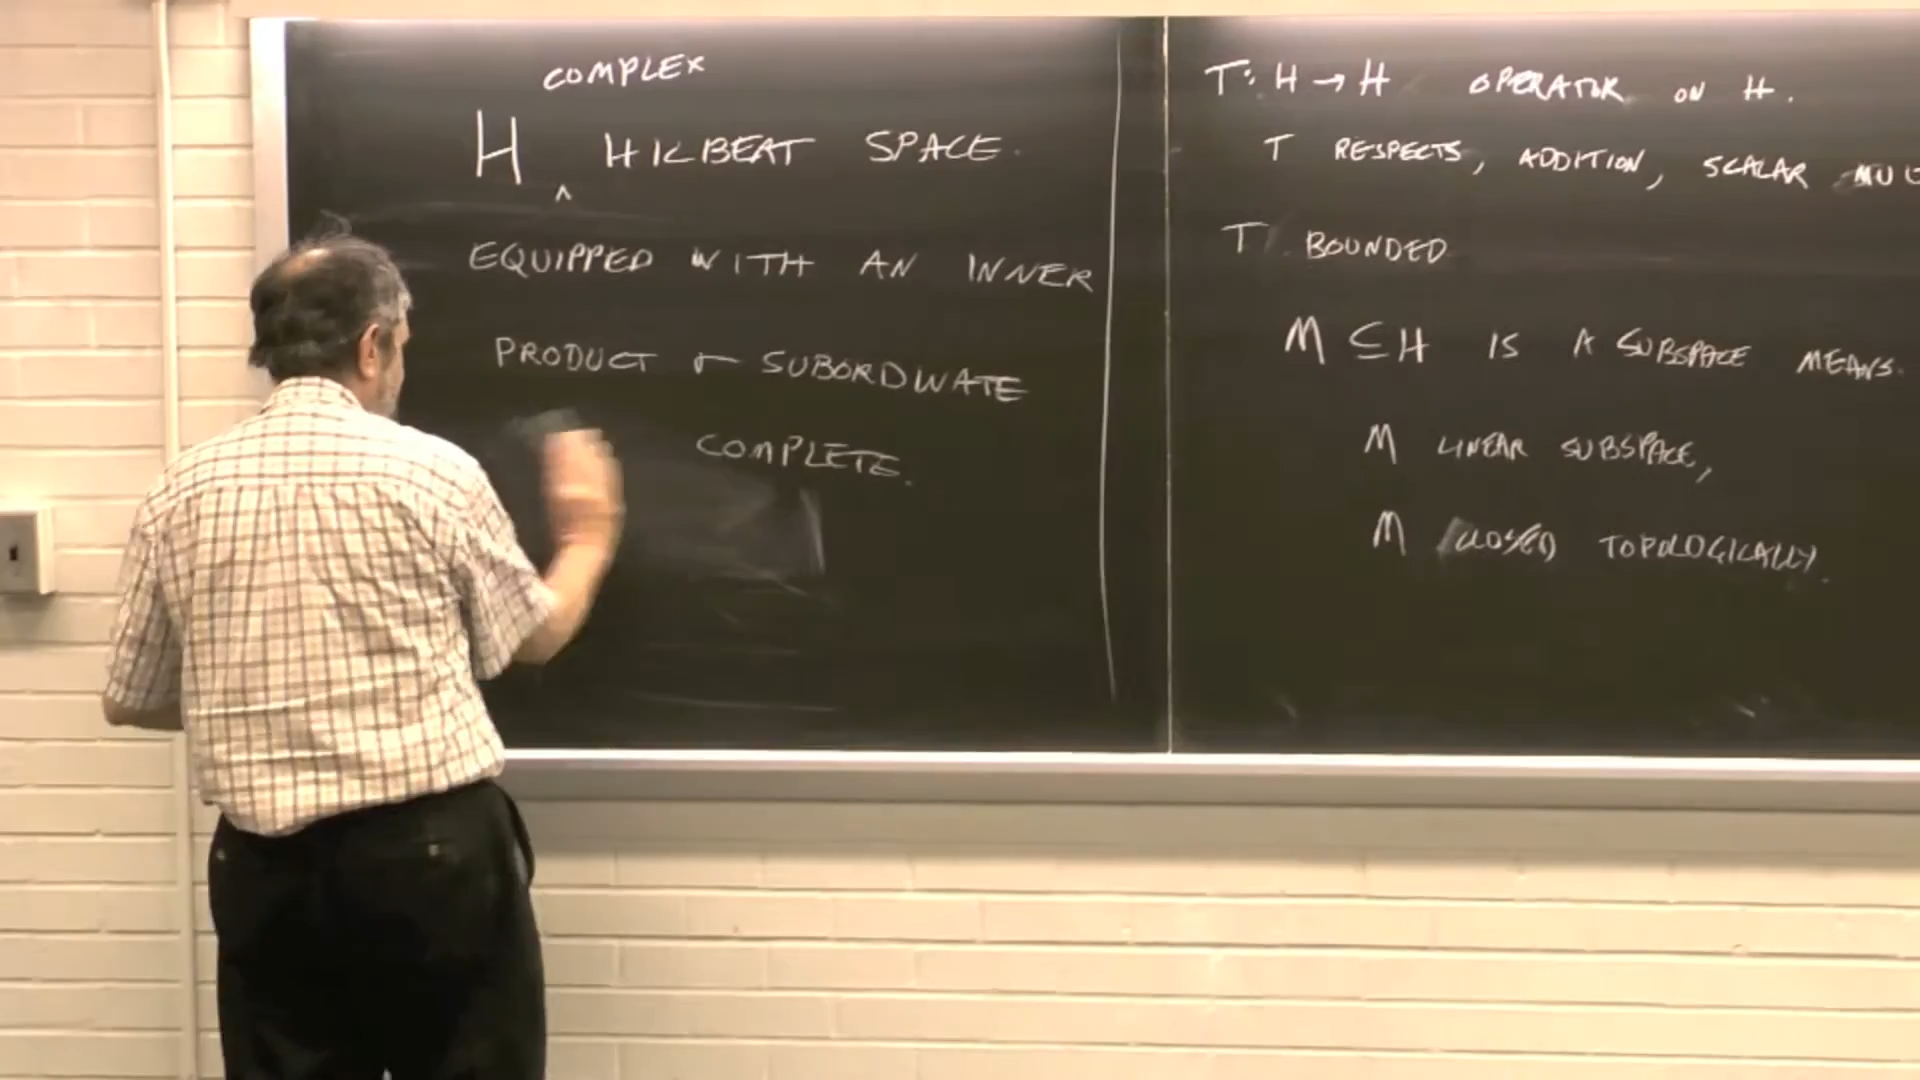 COMPLEX
H ^ HILBERT SPACE.
EQUIPPED WITH AN INNER
PRODUCT & SUBORDINATE
COMPLETE.
T: H → H OPERATOR ON H.
T RESPECTS, ADDITION, SCALAR MUL
T BOUNDED
M ⊆ H IS A SUBSPACE MEANS.
M LINEAR SUBSPACE,
M CLOSED TOPOLOGICALLY.